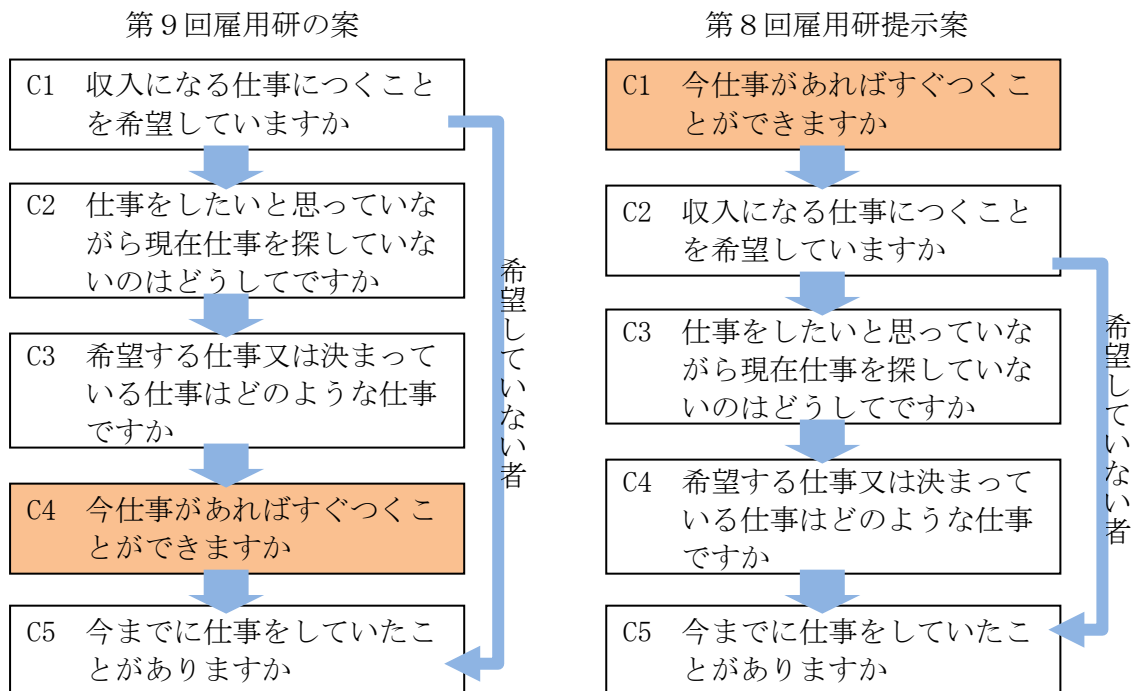 第９回雇用研の案
C1 収入になる仕事につくこと
を希望していますか
C2 仕事をしたいと思っていな
がら現在仕事を探していな
いのはどうしてですか
C3 希望する仕事又は決まって
いる仕事はどのような仕事
ですか
C4 今仕事があればすぐつくこ
とができますか
C5 今までに仕事をしていたこ
とがありますか
希望していない者
第８回雇用研提示案
C1 今仕事があればすぐつくこ
とができますか
C2 収入になる仕事につくこと
を希望していますか
C3 仕事をしたいと思っていな
がら現在仕事を探していな
いのはどうしてですか
C4 希望する仕事又は決まって
いる仕事はどのような仕事
ですか
C5 今までに仕事をしていたこ
とがありますか
希望していない者